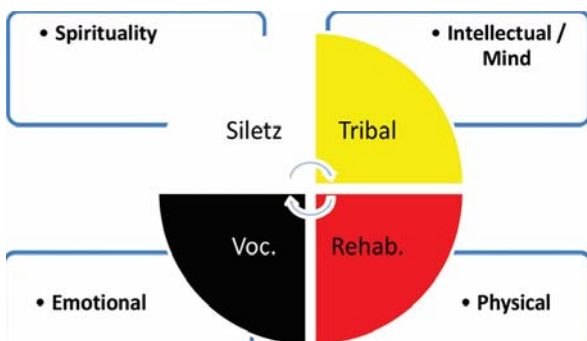 • Spirituality
• Intellectual /
Mind
Siletz
Tribal
Voc.
Rehab.
• Emotional
• Physical